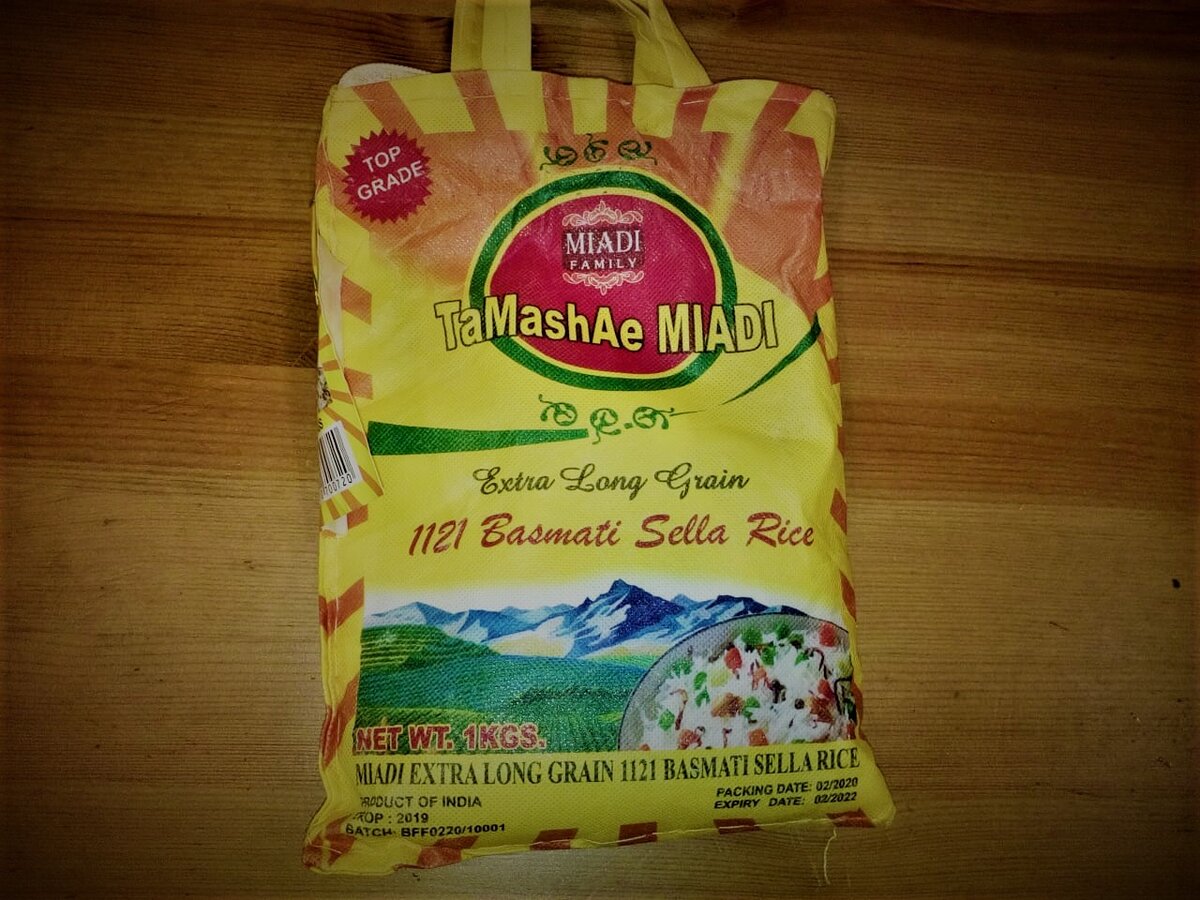 TOP
GRADE
MIADI
FAMILY
TaMashAe MIADI
Extra Long Grain
1121 Basmati Sella Rice
NET WT. 1KGS.
MIADI EXTRA LONG GRAIN 1121 BASMATI SELLA RICE
PRODUCT OF INDIA
CROP : 2019
BATCH: BFF0220/10001
PACKING DATE: 02/2020
EXPIRY DATE: 02/2022